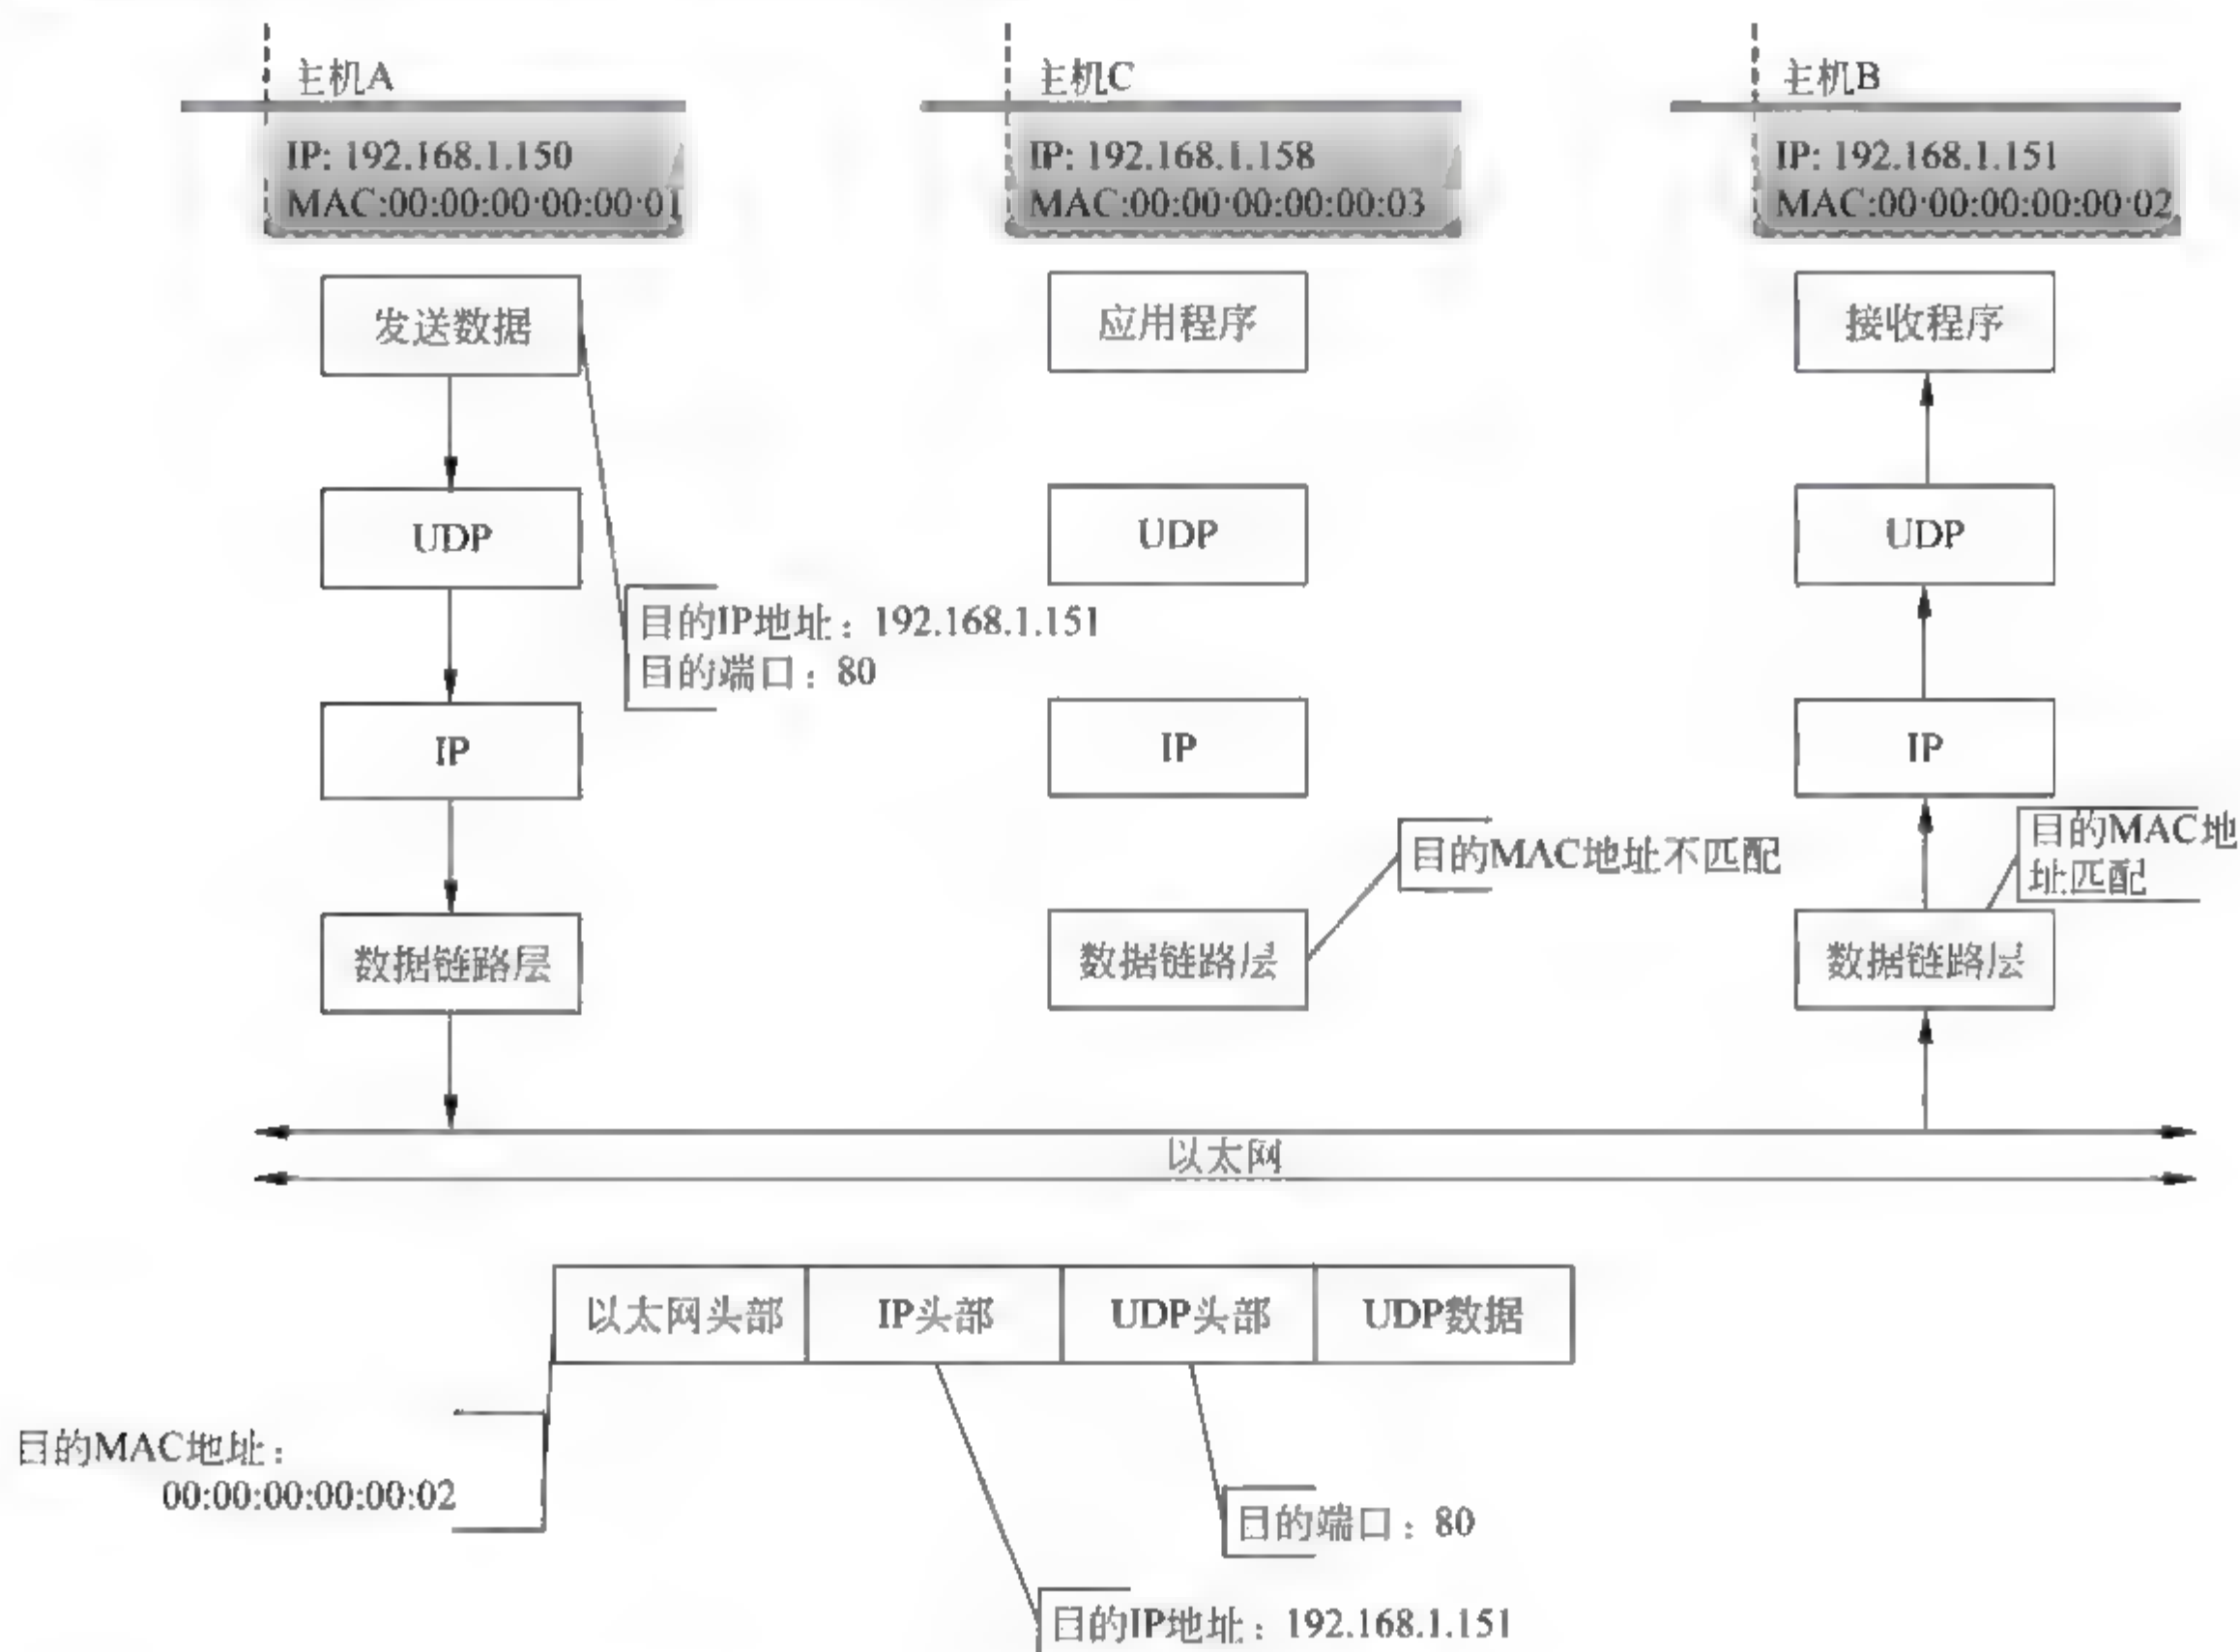 主机A
IP: 192.168.1.150
MAC:00:00:00:00:00:01
主机C
IP: 192.168.1.158
MAC:00:00:00:00:00:03
主机B
IP: 192.168.1.151
MAC:00:00:00:00:00:02
发送数据
应用程序
接收程序
UDP
UDP
UDP
目的IP地址：192.168.1.151
目的端口：80
IP
IP
IP
目的MAC地址不匹配
目的MAC地
址匹配
数据链路层
数据链路层
数据链路层
以太网
以太网头部
IP头部
UDP头部
UDP数据
目的MAC地址：
00:00:00:00:00:02
目的端口：80
目的IP地址：192.168.1.151